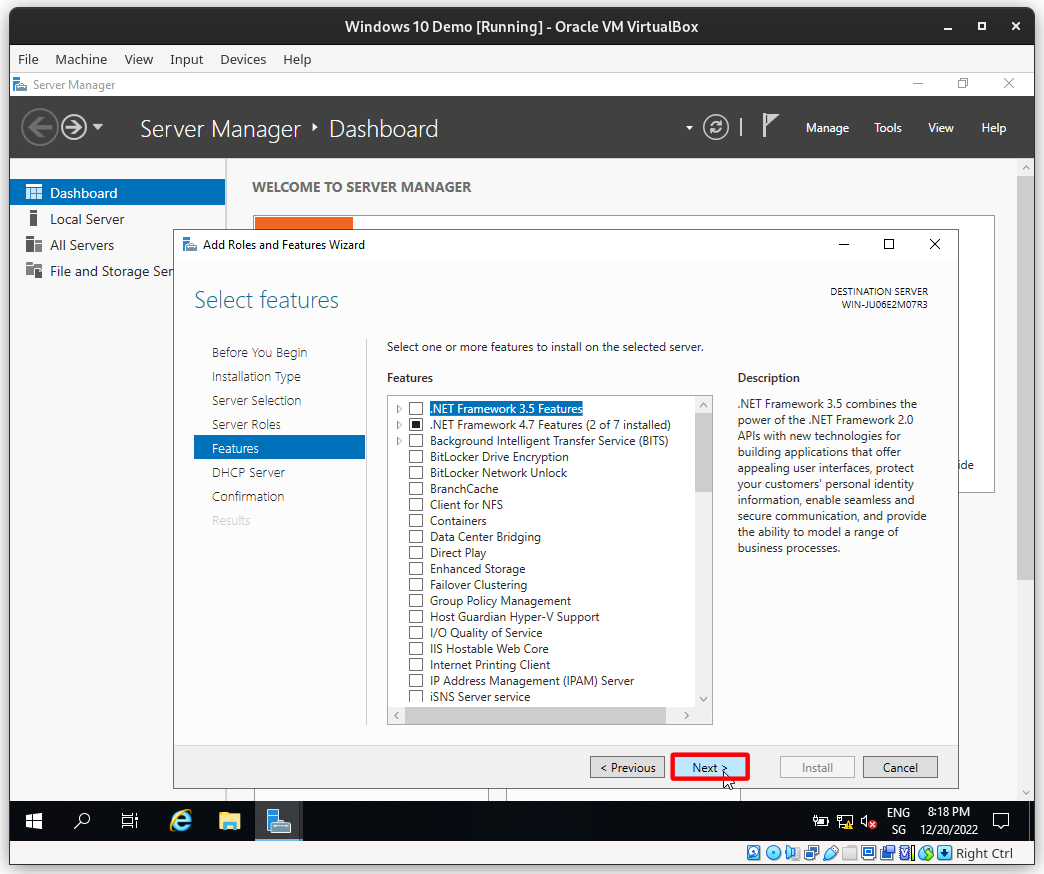 Windows 10 Demo [Running] - Oracle VM VirtualBox
File Machine View Input Devices Help
Server Manager
Server Manager Dashboard
Manage Tools View Help
Dashboard
Local Server
All Servers
File and Storage Ser
WELCOME TO SERVER MANAGER
Add Roles and Features Wizard
Select features
DESTINATION SERVER
WIN-JU06E2M07R3
Before You Begin
Installation Type
Server Selection
Server Roles
Features
DHCP Server
Confirmation
Results
Select one or more features to install on the selected server.
Features
.NET Framework 3.5 Features
.NET Framework 4.7 Features (2 of 7 installed)
Background Intelligent Transfer Service (BITS)
BitLocker Drive Encryption
BitLocker Network Unlock
BranchCache
Client for NFS
Containers
Data Center Bridging
Direct Play
Enhanced Storage
Failover Clustering
Group Policy Management
Host Guardian Hyper-V Support
I/O Quality of Service
IIS Hostable Web Core
Internet Printing Client
IP Address Management (IPAM) Server
iSNS Server service
Description
.NET Framework 3.5 combines the
power of the .NET Framework 2.0
APIs with new technologies for
building applications that offer
appealing user interfaces, protect
your customers' personal identity
information, enable seamless and
secure communication, and provide
the ability to model a range of
business processes.
ide
< Previous
Next >
Install
Cancel
ENG
SG
8:18 PM
12/20/2022
Right Ctrl